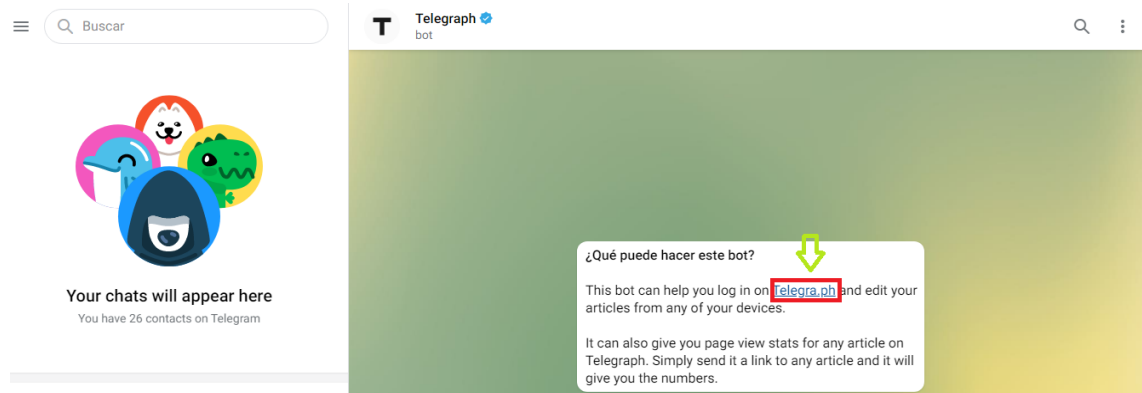 Buscar
Your chats will appear here
You have 26 contacts on Telegram
T
Telegraph
bot
¿Qué puede hacer este bot?
This bot can help you log in on Telegra.ph and edit your
articles from any of your devices.
It can also give you page view stats for any article on
Telegraph. Simply send it a link to any article and it will
give you the numbers.